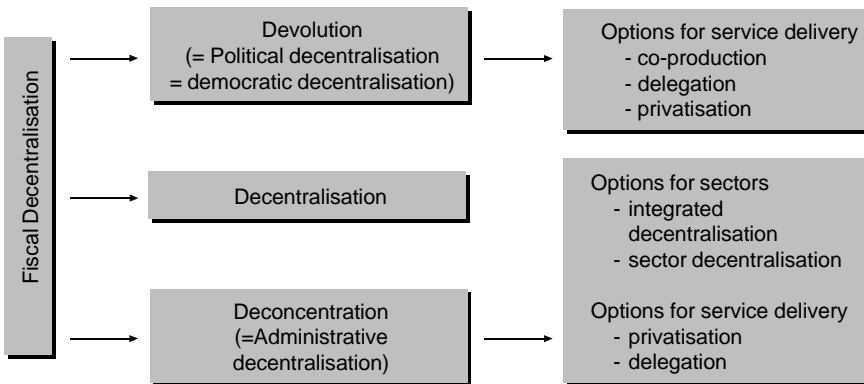 Fiscal Decentralisation
Devolution
(= Political decentralisation
= democratic decentralisation)
Options for service delivery
- co-production
- delegation
- privatisation
Decentralisation
Deconcentration
(=Administrative
decentralisation)
Options for sectors
- integrated
decentralisation
- sector decentralisation
Options for service delivery
- privatisation
- delegation